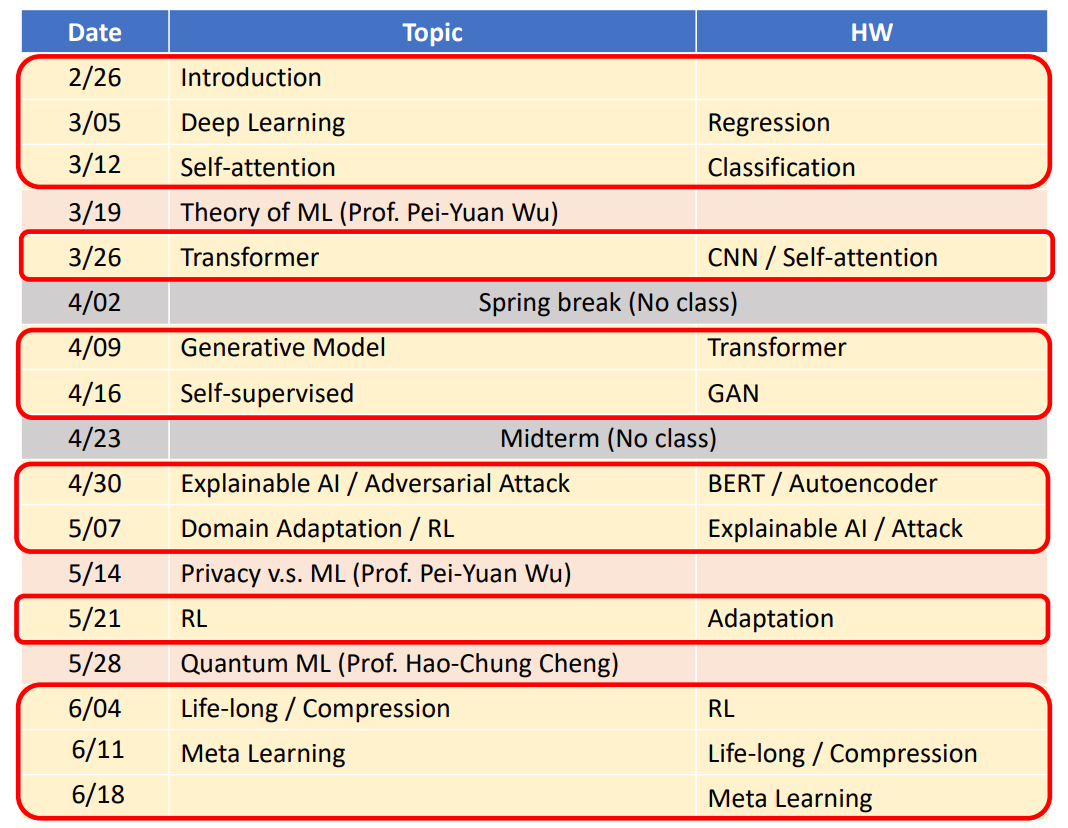 Date Topic HW
2/26 Introduction
3/05 Deep Learning Regression
3/12 Self-attention Classification
3/19 Theory of ML (Prof. Pei-Yuan Wu)
3/26 Transformer CNN / Self-attention
4/02 Spring break (No class)
4/09 Generative Model Transformer
4/16 Self-supervised GAN
4/23 Midterm (No class)
4/30 Explainable AI / Adversarial Attack BERT / Autoencoder
5/07 Domain Adaptation / RL Explainable AI / Attack
5/14 Privacy v.s. ML (Prof. Pei-Yuan Wu)
5/21 RL Adaptation
5/28 Quantum ML (Prof. Hao-Chung Cheng)
6/04 Life-long / Compression RL
6/11 Meta Learning Life-long / Compression
6/18 Meta Learning